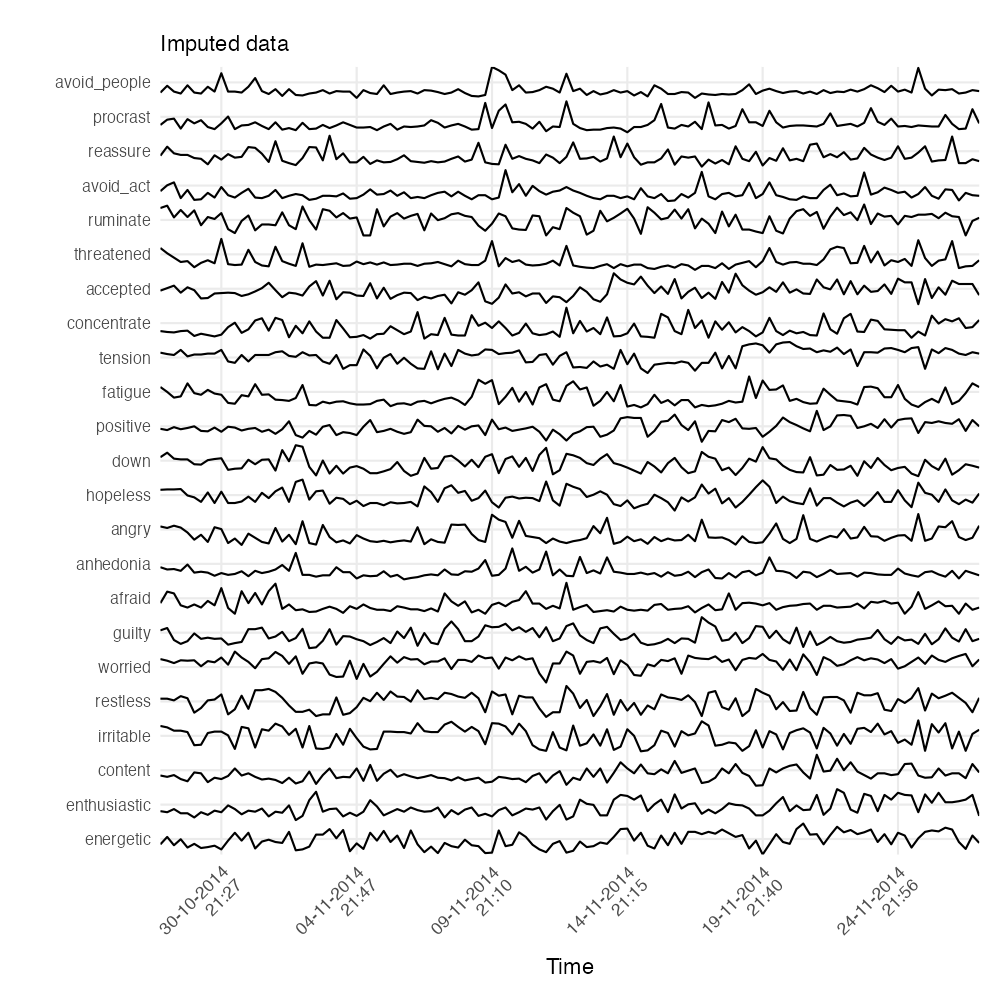 Imputed data
avoid_people
procrast
reassure
avoid_act
ruminate
threatened
accepted
concentrate
tension
fatigue
positive
down
hopeless
angry
anhedonia
afraid
guilty
worried
restless
irritable
content
enthusiastic
energetic
30-10-2014
21:27
04-11-2014
21:47
09-11-2014
21:10
14-11-2014
21:15
19-11-2014
21:40
24-11-2014
21:56
Time